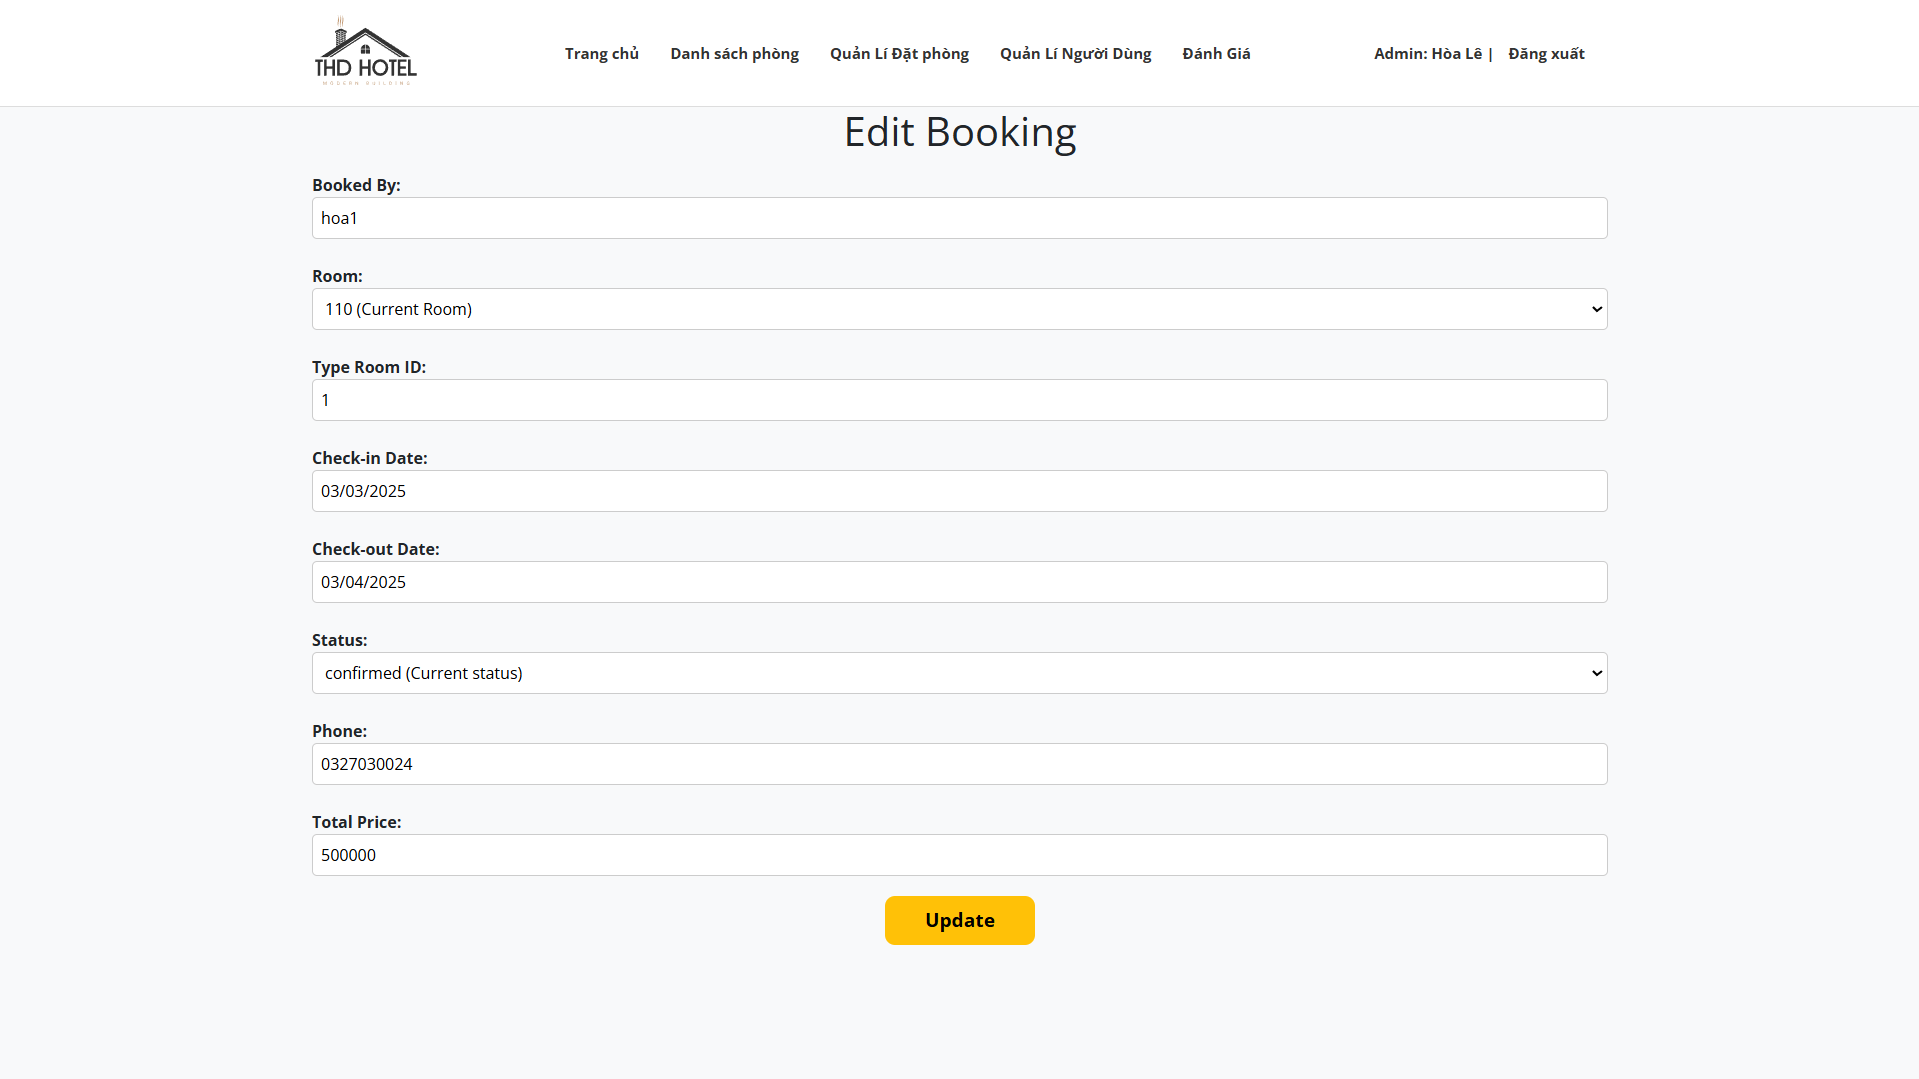 THD HOTEL
MODERN BUILDING
Trang chủ
Danh sách phòng
Quản Lí Đặt phòng
Quản Lí Người Dùng
Đánh Giá
Admin: Hòa Lê |
Đăng xuất
Edit Booking
Booked By:
hoa1
Room:
110 (Current Room)
Type Room ID:
1
Check-in Date:
03/03/2025
Check-out Date:
03/04/2025
Status:
confirmed (Current status)
Phone:
0327030024
Total Price:
500000
Update